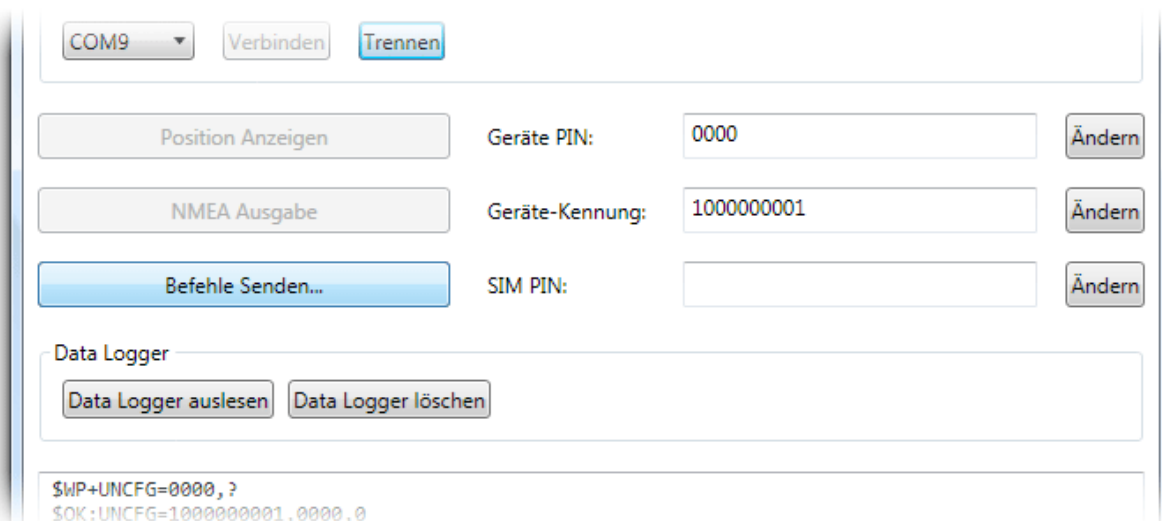 COM9 Verbinden Trennen
Position Anzeigen Geräte PIN: 0000 Ändern
NMEA Ausgabe Geräte-Kennung: 1000000001 Ändern
Befehle Senden... SIM PIN: Ändern
Data Logger
Data Logger auslesen Data Logger löschen
$WP+UNCFG=0000,?
$OK:UNCFG=1000000001,0000,0